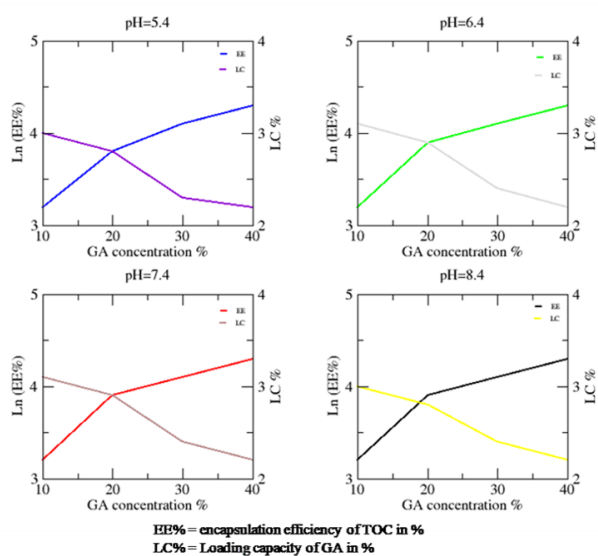 pH=5.4
5
4
3
Ln (EE%)
EE
LC
4
3
2
LC %
10 20 30 40
GA concentration %
pH=6.4
5
4
3
Ln (EE%)
EE
LC
4
3
2
LC %
10 20 30 40
GA concentration %
pH=7.4
5
4
3
Ln (EE%)
EE
LC
4
3
2
LC %
10 20 30 40
GA concentration %
pH=8.4
5
4
3
Ln (EE%)
EE
LC
4
3
2
LC %
10 20 30 40
GA concentration %
EE% = encapsulation efficiency of TOC in %
LC% = Loading capacity of GA in %